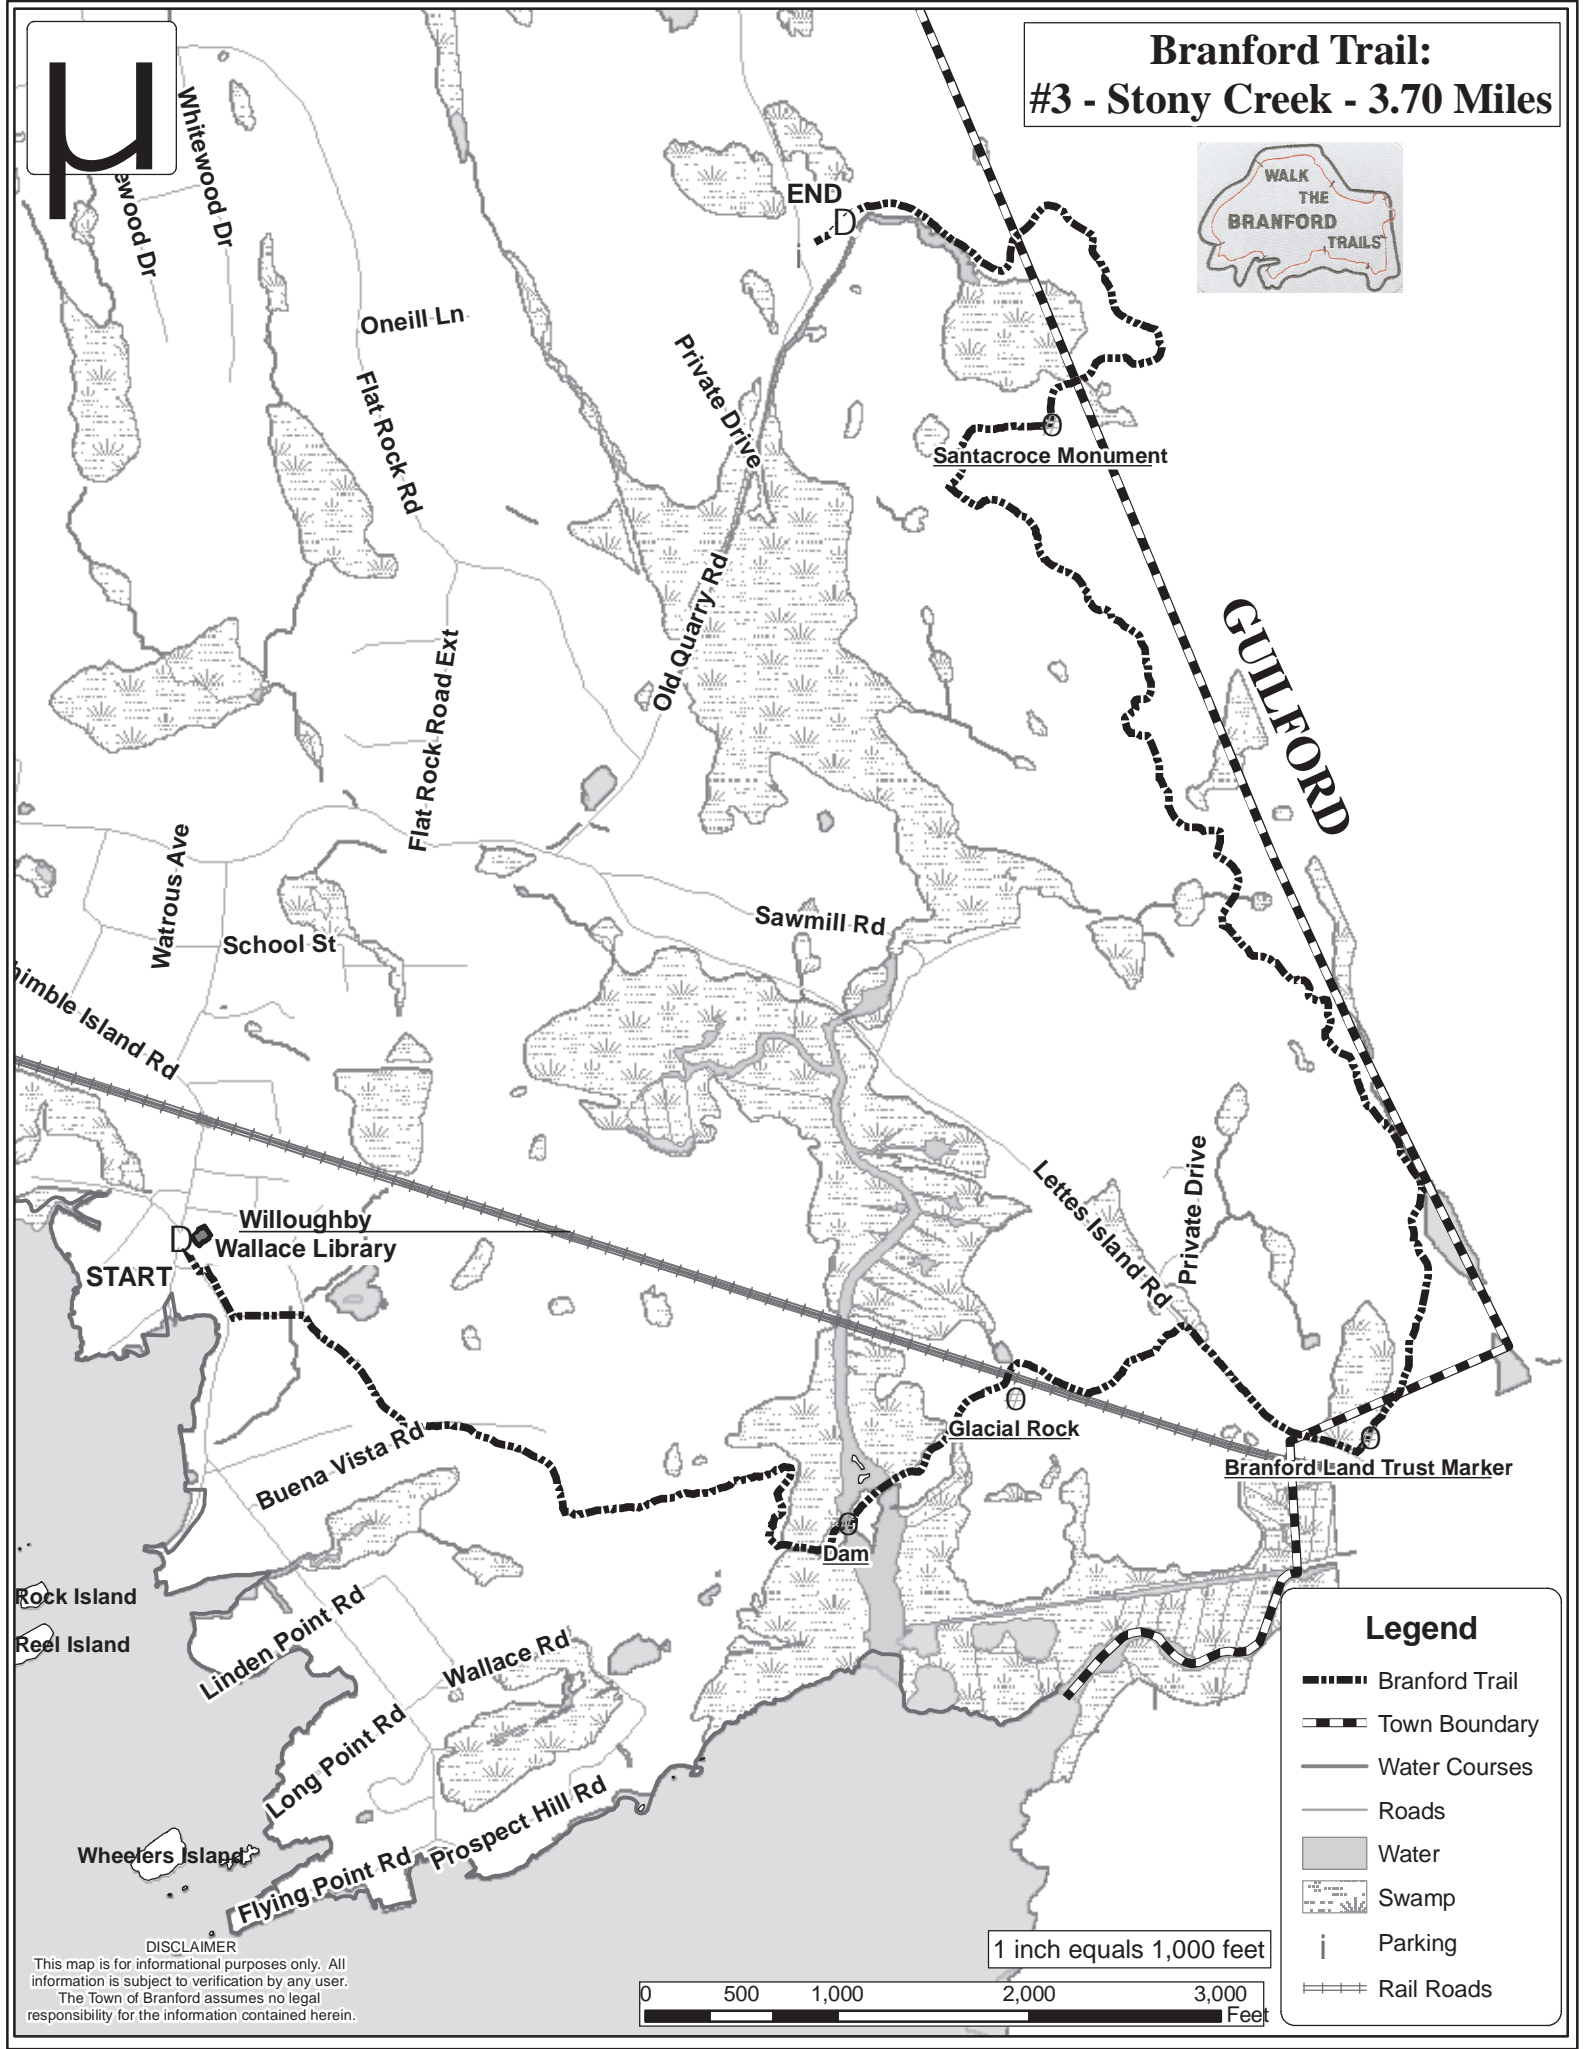 µ
Branford Trail:
#3 - Stony Creek - 3.70 Miles
WALK
THE
BRANFORD
TRAILS
Whitewood Dr
ewood Dr
END
D
i
Oneill Ln
Private Drive
Flat Rock Rd
O
Santacroce Monument
Old Quarry Rd
Flat Rock Road Ext
GUILFORD
Watrous Ave
School St
Sawmill Rd
himble Island Rd
Lettes Island Rd
Private Drive
D
Willoughby
Wallace Library
START
O
Glacial Rock
O
Branford Land Trust Marker
Buena Vista Rd
Dam
Rock Island
Reel Island
Linden Point Rd
Wallace Rd
Long Point Rd
Prospect Hill Rd
Wheelers Island
Flying Point Rd
Legend
Branford Trail
Town Boundary
Water Courses
Roads
Water
Swamp
i Parking
Rail Roads
DISCLAIMER
This map is for informational purposes only. All
information is subject to verification by any user.
The Town of Branford assumes no legal
responsibility for the information contained herein.
1 inch equals 1,000 feet
0 500 1,000 2,000 3,000
Feet